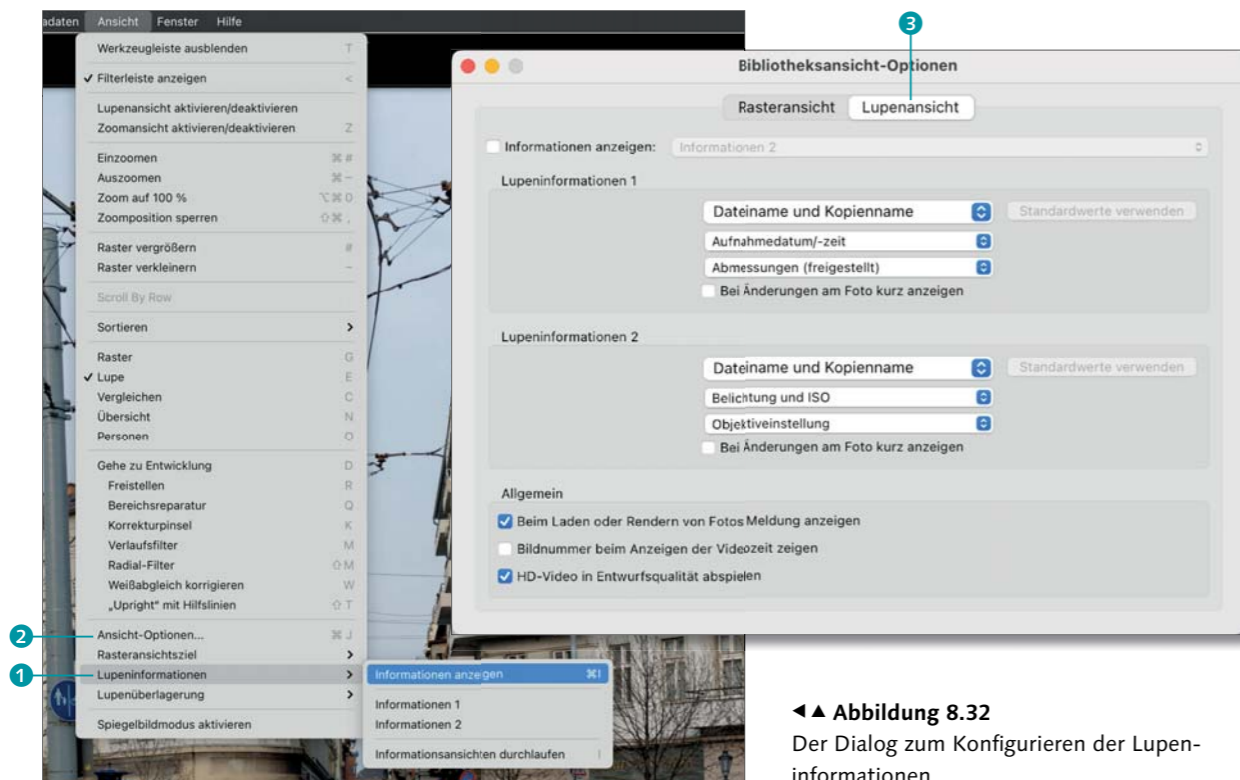 adaten Ansicht Fenster Hilfe
Werkzeugleiste ausblenden T
✓ Filterleiste anzeigen <
Lupenansicht aktivieren/deaktivieren
Zoomansicht aktivieren/deaktivieren Z
Einzoomen ⌘ #
Auszoomen ⌘ –
Zoom auf 100 % ⌥⌘ 0
Zoomposition sperren ⇧⌘ ,
Raster vergrößern #
Raster verkleinern –
Scroll By Row
Sortieren >
Raster G
✓ Lupe E
Vergleichen C
Übersicht N
Personen O
Gehe zu Entwicklung D
Freistellen R
Bereichsreparatur Q
Korrekturpinsel K
Verlaufsfilter M
Radial-Filter ⇧ M
Weißabgleich korrigieren W
„Upright" mit Hilfslinien ⇧ T
2 Ansicht-Optionen... ⌘ J
Rasteransichtsziel >
1 Lupeninformationen >
Lupenüberlagerung >
Spiegelbildmodus aktivieren
Informationen anzeigen ⌘I
Informationen 1
Informationen 2
Informationsansichten durchlaufen I
3
Bibliotheksansicht-Optionen
Rasteransicht Lupenansicht
Informationen anzeigen: Informationen 2
Lupeninformationen 1
Dateiname und Kopienname Standardwerte verwenden
Aufnahmedatum/-zeit
Abmessungen (freigestellt)
Bei Änderungen am Foto kurz anzeigen
Lupeninformationen 2
Dateiname und Kopienname Standardwerte verwenden
Belichtung und ISO
Objektiveinstellung
Bei Änderungen am Foto kurz anzeigen
Allgemein
Beim Laden oder Rendern von Fotos Meldung anzeigen
Bildnummer beim Anzeigen der Videozeit zeigen
HD-Video in Entwurfsqualität abspielen
◀▲ Abbildung 8.32
Der Dialog zum Konfigurieren der Lupen-
informationen